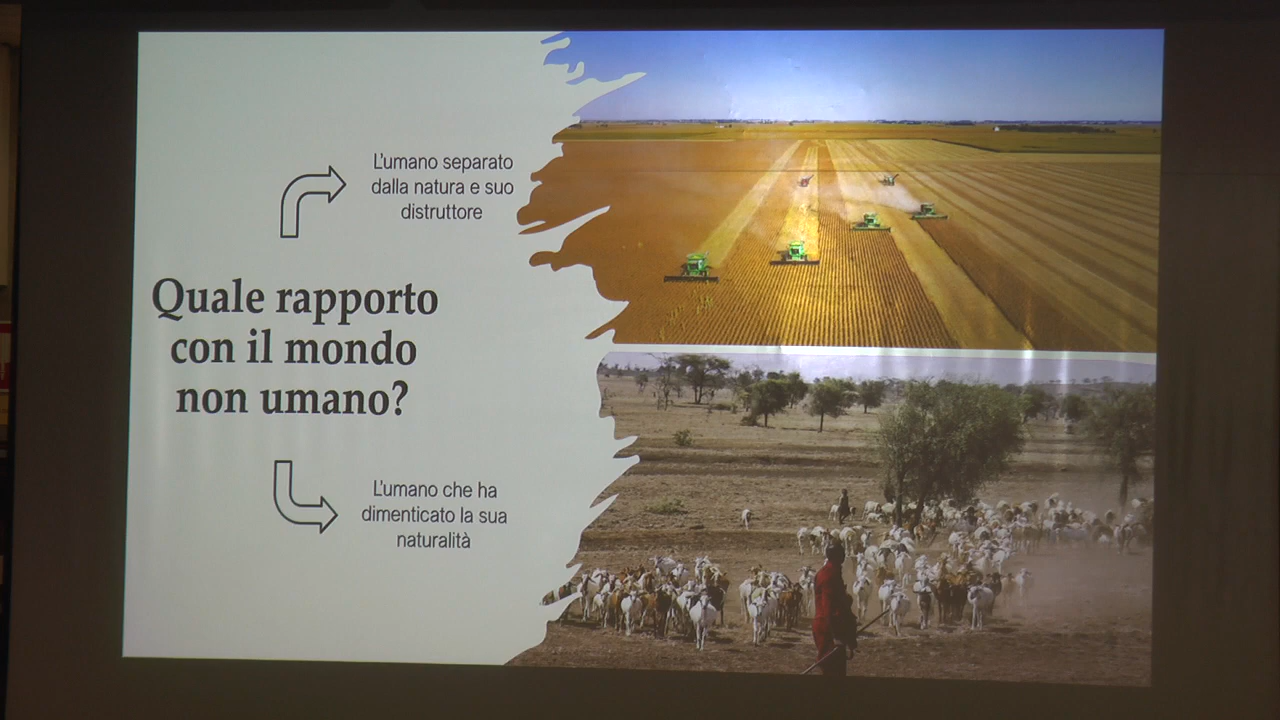 L'umano separato
dalla natura e suo
distruttore
Quale rapporto
con il mondo
non umano?
L'umano che ha
dimenticato la sua
naturalità